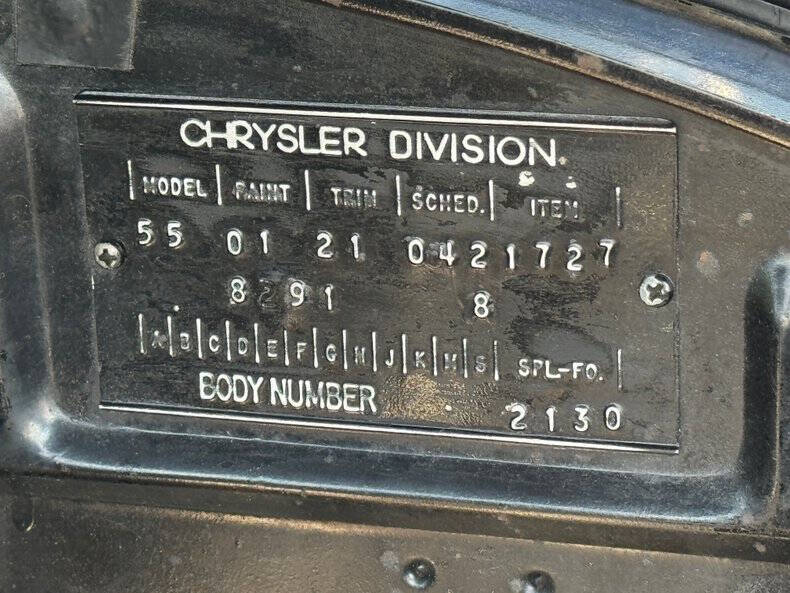 CHRYSLER DIVISION
MODEL PAINT TRIM SCHED. ITEM
55 01 21 0421727
8291 8
A B C D E F G H J K M S SPL-FO.
BODY NUMBER
2130